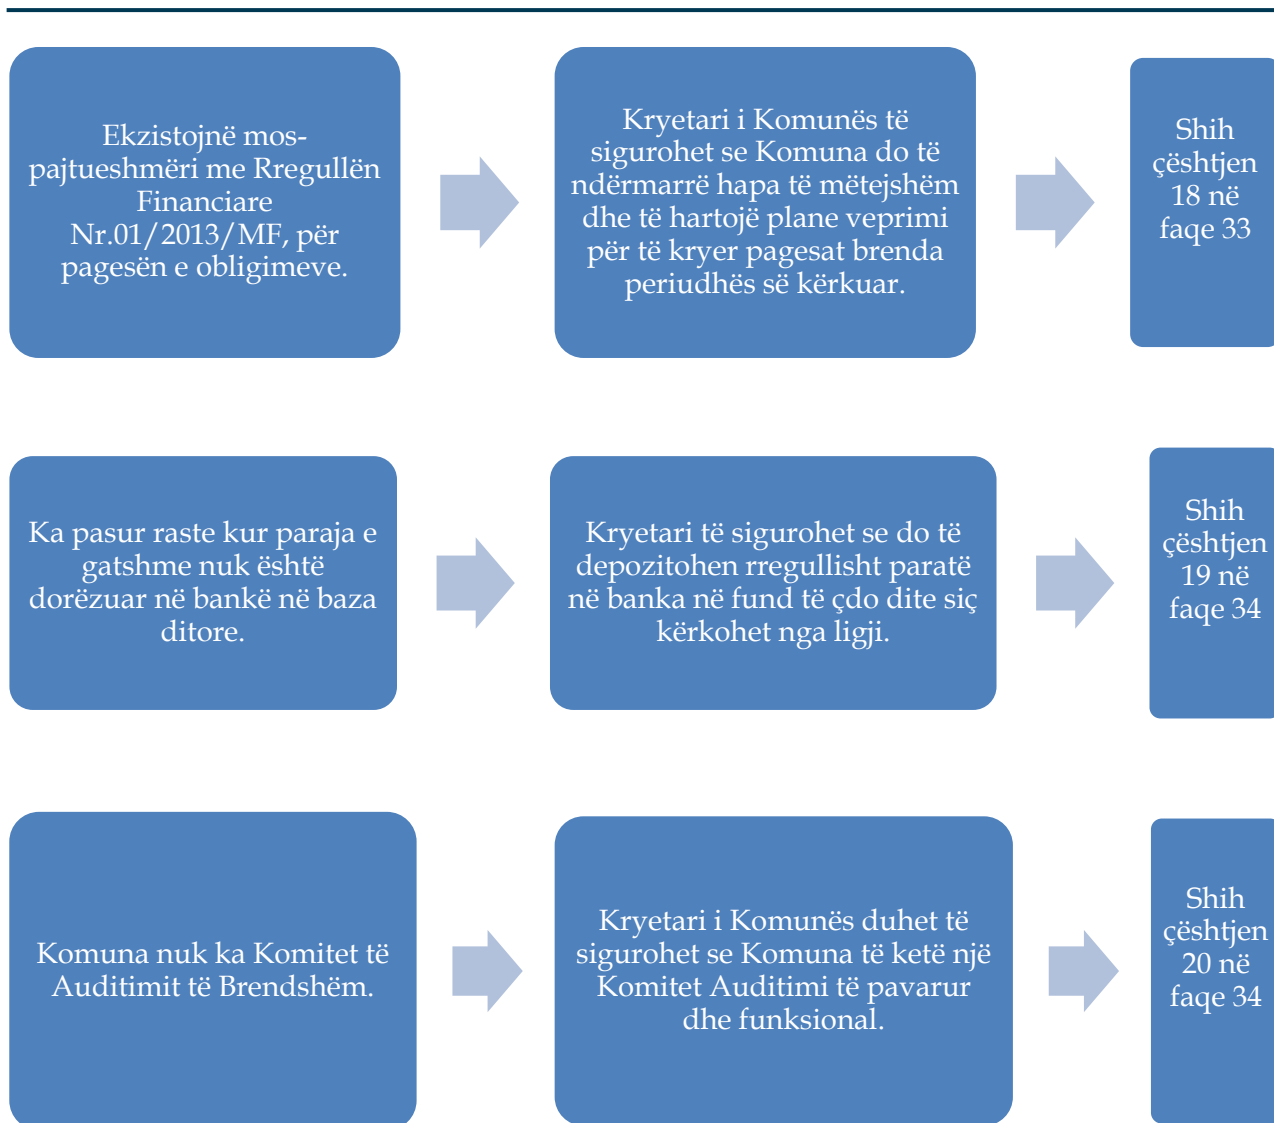 Ekzistojnë mos-
pajtueshmëri me Rregullën
Financiare
Nr.01/2013/MF, për
pagesën e obligimeve.
Kryetari i Komunës të
sigurohet se Komuna do të
ndërmarrë hapa të mëtejshëm
dhe të hartojë plane veprimi
për të kryer pagesat brenda
periudhës së kërkuar.
Shih
çështjen
18 në
faqe 33
Ka pasur raste kur paraja e
gatshme nuk është
dorëzuar në bankë në baza
ditore.
Kryetari të sigurohet se do të
depozitohen rregullisht paratë
në banka në fund të çdo dite siç
kërkohet nga ligji.
Shih
çështjen
19 në
faqe 34
Komuna nuk ka Komitet të
Auditimit të Brendshëm.
Kryetari i Komunës duhet të
sigurohet se Komuna të ketë një
Komitet Auditimi të pavarur
dhe funksional.
Shih
çështjen
20 në
faqe 34